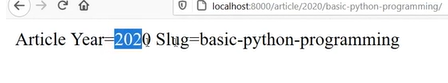 localhost:8000/article/2020/basic-python-programming/
Article Year=2020 Slug=basic-python-programming